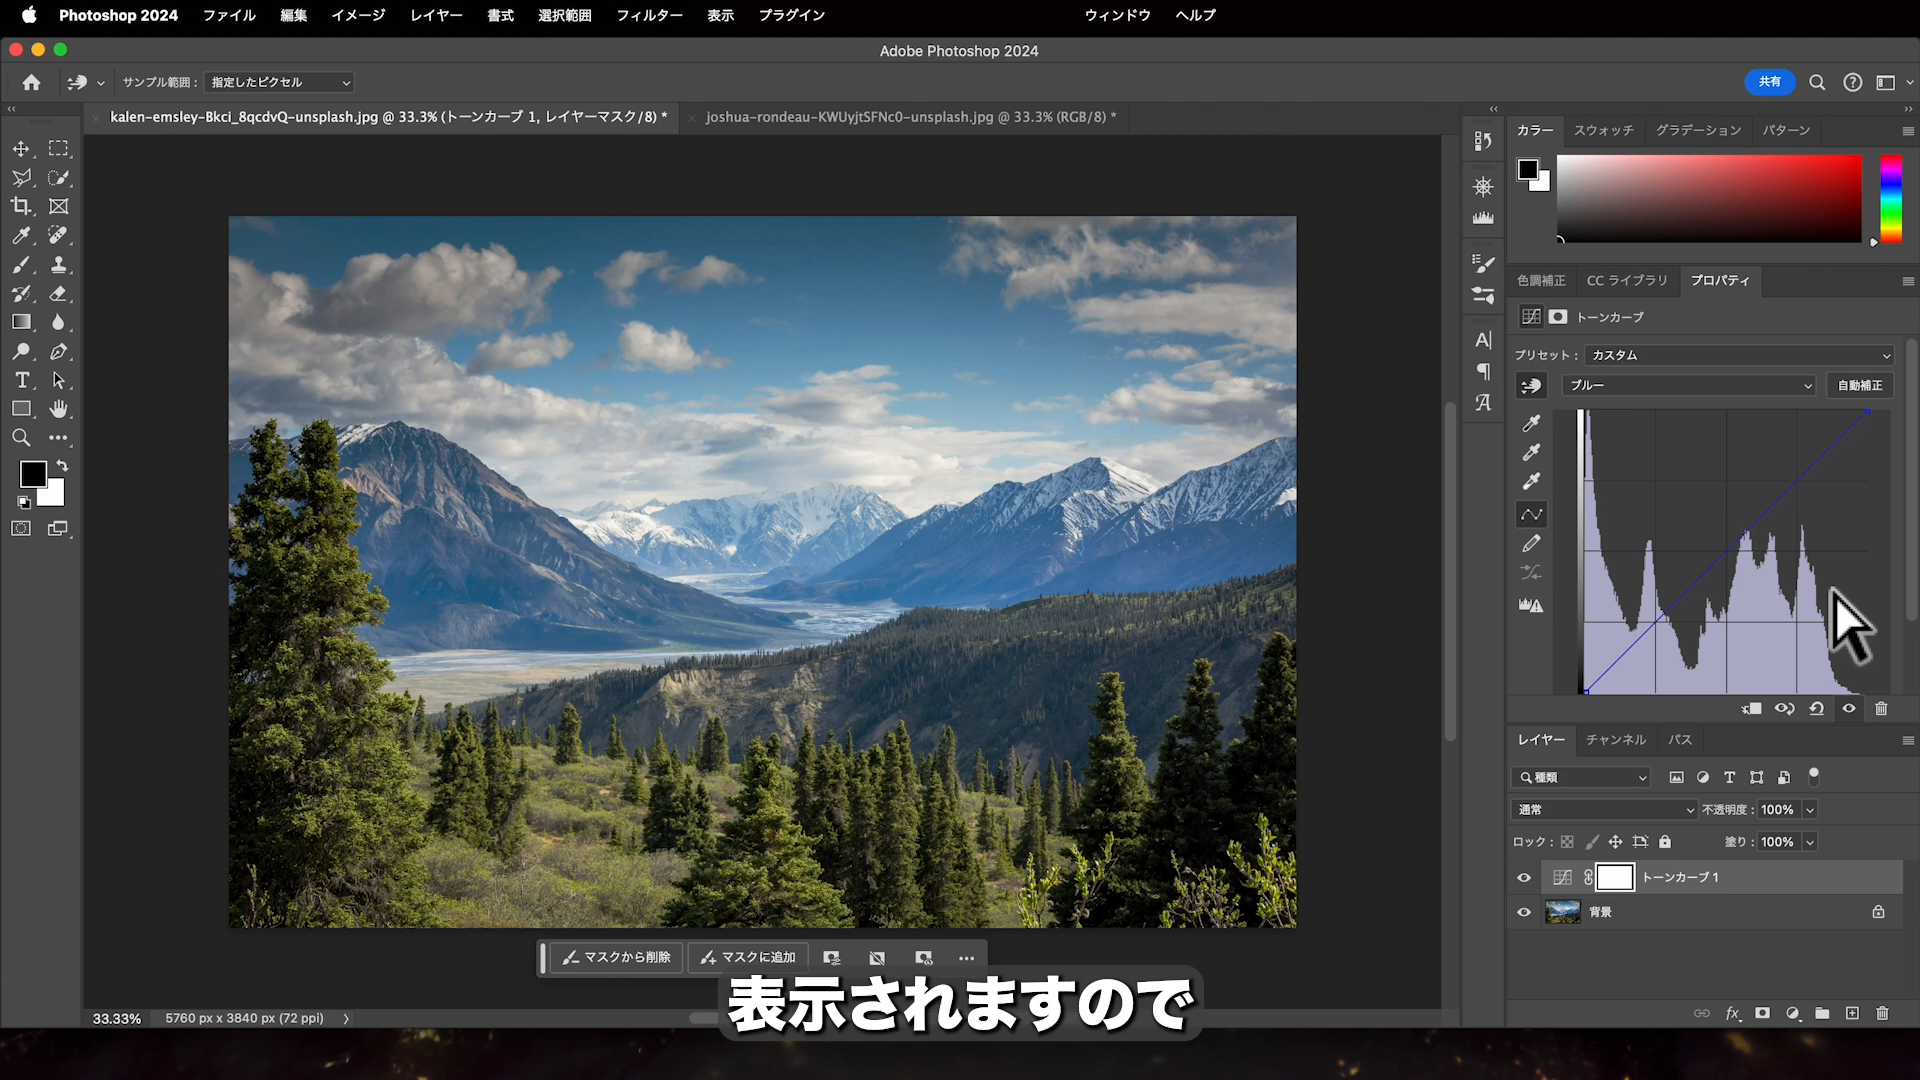 Photoshop 2024 ファイル 編集 イメージ レイヤー 書式 選択範囲 フィルター 表示 プラグイン ウィンドウ ヘルプ
Adobe Photoshop 2024
サンプル範囲： 指定したピクセル 共有
kalen-emsley-Bkci_8qcdvQ-unsplash.jpg @ 33.3% (トーンカーブ 1, レイヤーマスク/8) *
joshua-rondeau-KWUyjtSFNc0-unsplash.jpg @ 33.3% (RGB/8) *
カラー スウォッチ グラデーション パターン
色調補正 CC ライブラリ プロパティ
トーンカーブ
プリセット： カスタム
ブルー 自動補正
レイヤー チャンネル パス
種類
通常 不透明度： 100%
ロック： 塗り： 100%
トーンカーブ 1
背景
マスクから削除 マスクに追加
表示されますので
33.33% 5760 px x 3840 px (72 ppi)